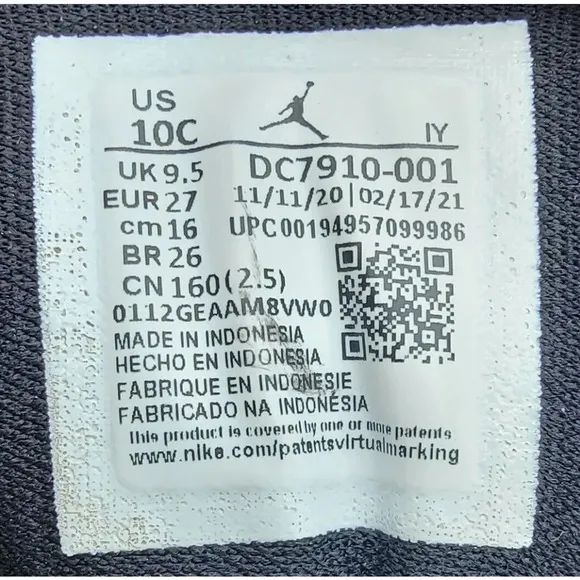 US
10C
IY
UK 9.5 DC7910-001
EUR 27 11/11/20 | 02/17/21
cm 16 UPC00194957099986
BR 26
CN 160(2.5)
0112GEAAM8VW0
MADE IN INDONESIA
HECHO EN INDONESIA
FABRIQUE EN INDONESIE
FABRICADO NA INDONÉSIA
This product is covered by one or more patents
www.nike.com/patentsvirtualmarking